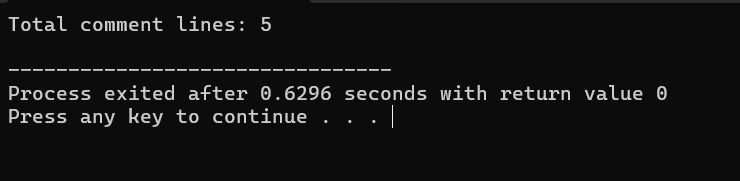 Total comment lines: 5
--------------------------------
Process exited after 0.6296 seconds with return value 0
Press any key to continue . . .